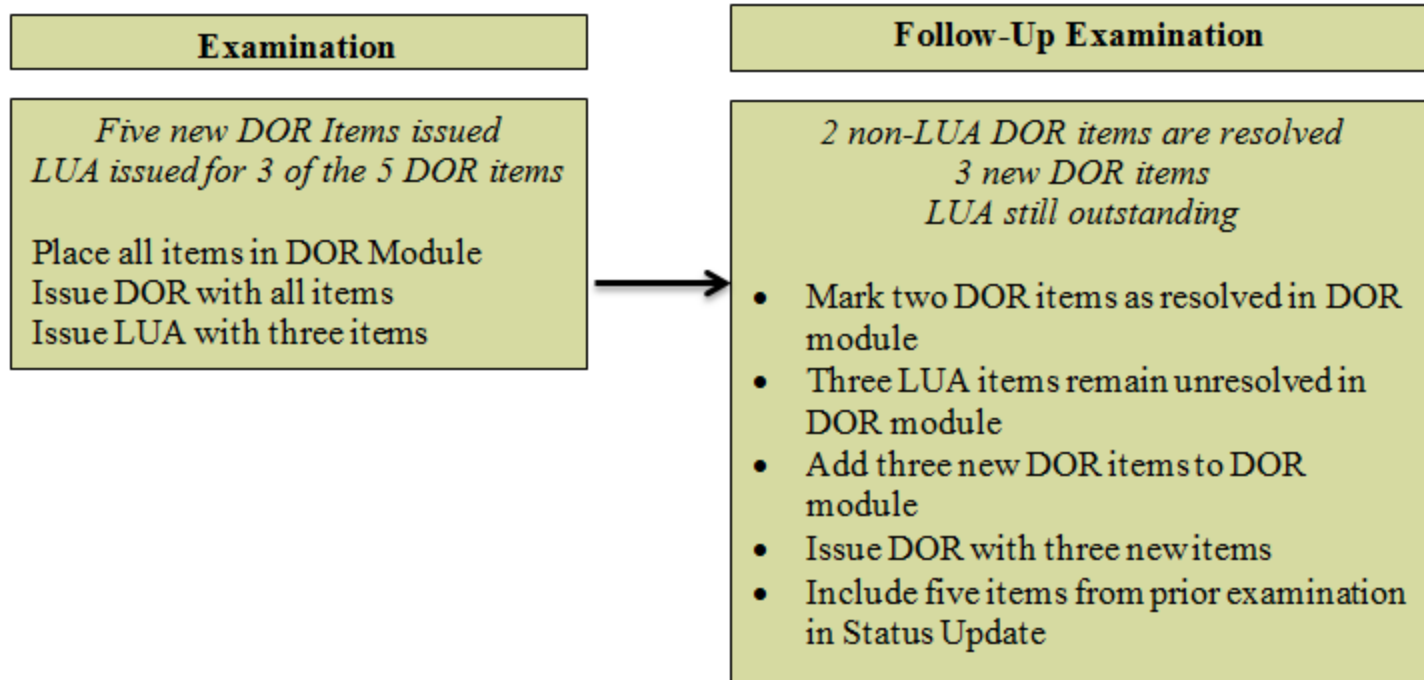 Examination
Five new DOR Items issued
LUA issued for 3 of the 5 DOR items
Place all items in DOR Module
Issue DOR with all items
Issue LUA with three items
Follow-Up Examination
2 non-LUA DOR items are resolved
3 new DOR items
LUA still outstanding
• Mark two DOR items as resolved in DOR
module
• Three LUA items remain unresolved in
DOR module
• Add three new DOR items to DOR
module
• Issue DOR with three new items
• Include five items from prior examination
in Status Update